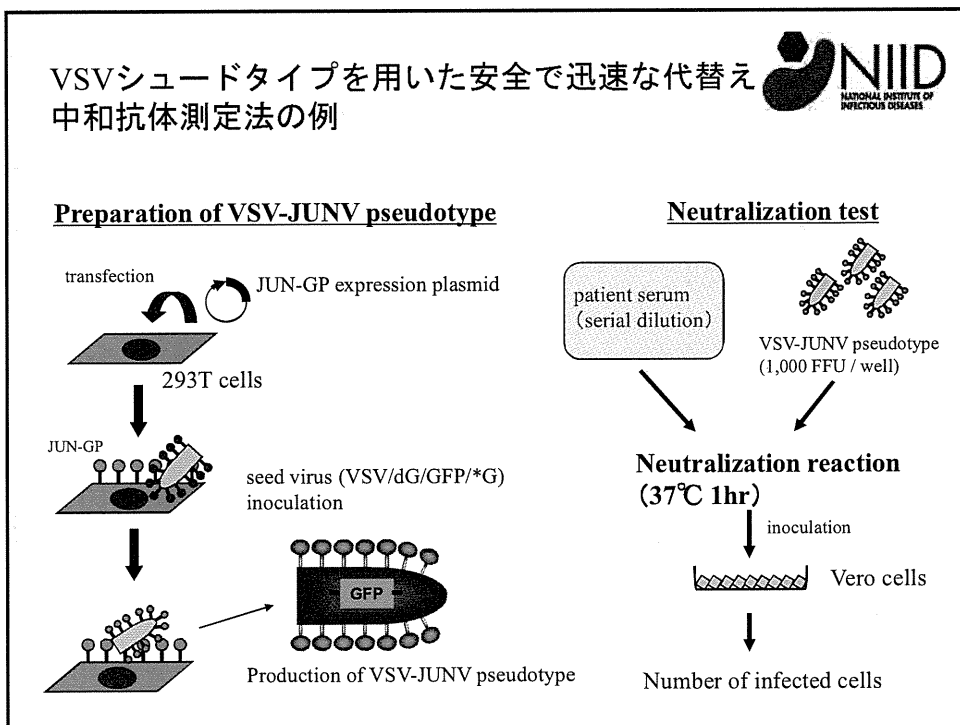 VSVシュードタイプを用いた安全で迅速な代替え
中和抗体測定法の例
NIID
NATIONAL INSTITUTE OF
INFECTIOUS DISEASES
Preparation of VSV-JUNV pseudotype
transfection
JUN-GP expression plasmid
293T cells
JUN-GP
seed virus (VSV/dG/GFP/*G)
inoculation
GFP
Production of VSV-JUNV pseudotype
Neutralization test
patient serum
(serial dilution)
VSV-JUNV pseudotype
(1,000 FFU / well)
Neutralization reaction
(37℃ 1hr)
inoculation
Vero cells
Number of infected cells